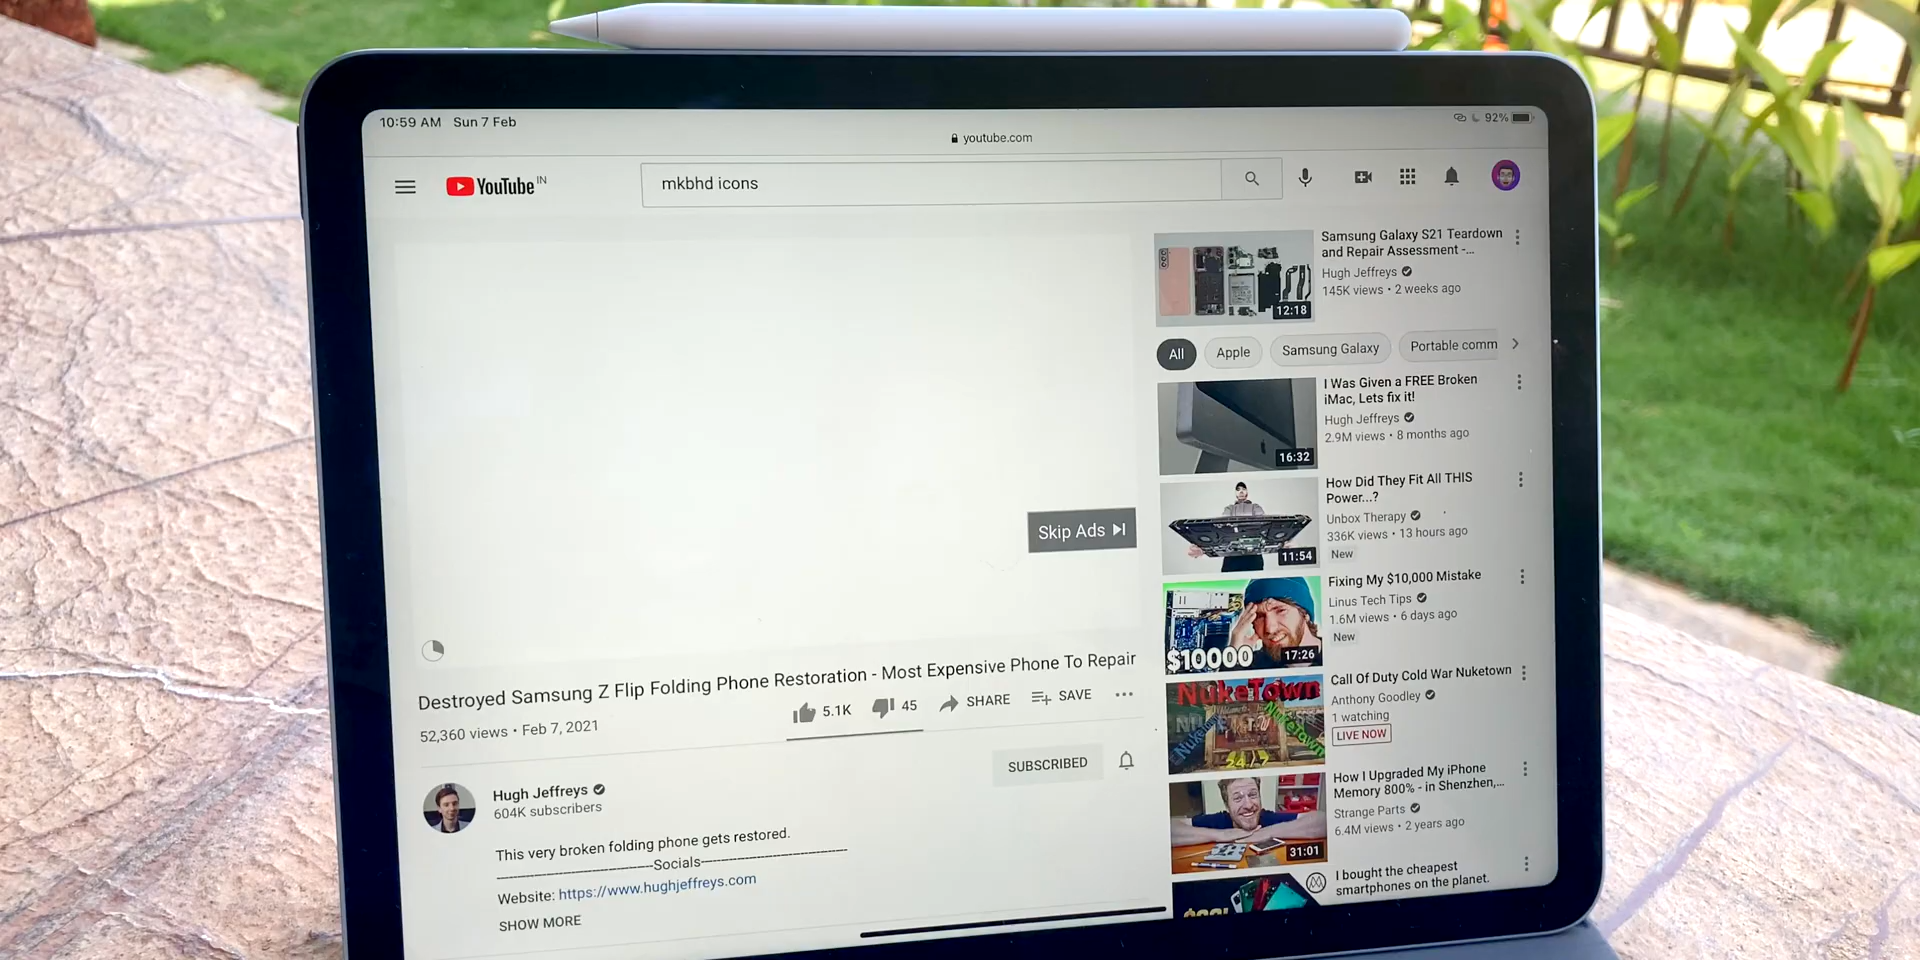 10:59 AM Sun 7 Feb
92%
youtube.com
YouTube IN
mkbhd icons
Skip Ads
Destroyed Samsung Z Flip Folding Phone Restoration - Most Expensive Phone To Repair
52,360 views • Feb 7, 2021
5.1K
45
SHARE
SAVE
Hugh Jeffreys
604K subscribers
SUBSCRIBED
This very broken folding phone gets restored.
Socials
Website: https://www.hughjeffreys.com
SHOW MORE
12:18
Samsung Galaxy S21 Teardown
and Repair Assessment -...
Hugh Jeffreys
145K views • 2 weeks ago
All
Apple
Samsung Galaxy
Portable comm
16:32
I Was Given a FREE Broken
iMac, Lets fix it!
Hugh Jeffreys
2.9M views • 8 months ago
11:54
How Did They Fit All THIS
Power...?
Unbox Therapy
336K views • 13 hours ago
New
$10000
17:26
Fixing My $10,000 Mistake
Linus Tech Tips
1.6M views • 6 days ago
New
NukeTown
24/7
Call Of Duty Cold War Nuketown
Anthony Goodley
1 watching
LIVE NOW
31:01
How I Upgraded My iPhone
Memory 800% - in Shenzhen,...
Strange Parts
6.4M views • 2 years ago
I bought the cheapest
smartphones on the planet.